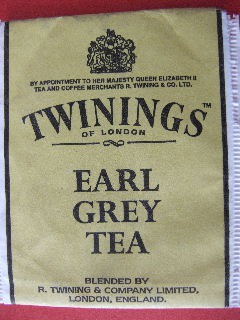 BY APPOINTMENT TO HER MAJESTY QUEEN ELIZABETH II
TEA AND COFFEE MERCHANTS R. TWINING & CO. LTD.
TWININGS™
OF LONDON
EARL
GREY
TEA
BLENDED BY
R. TWINING & COMPANY LIMITED,
LONDON, ENGLAND.